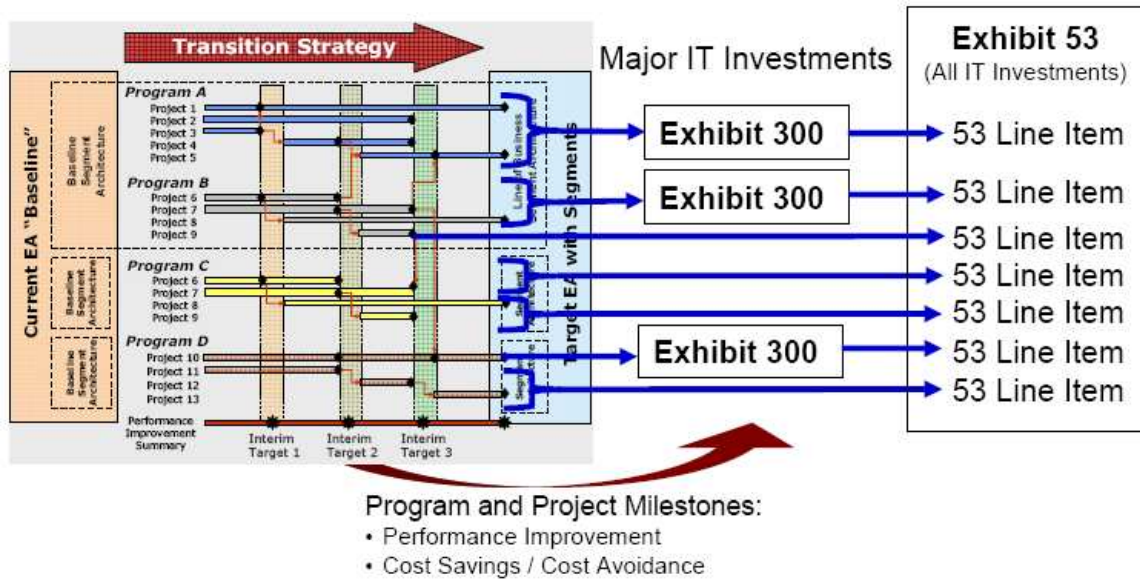 Transition Strategy
Current EA "Baseline"
Baseline
Segment
Architecture
Baseline
Segment
Architecture
Baseline
Segment
Architecture
Program A
Project 1
Project 2
Project 3
Project 4
Project 5
Program B
Project 6
Project 7
Project 8
Project 9
Program C
Project 6
Project 7
Project 8
Project 9
Program D
Project 10
Project 11
Project 12
Project 13
Performance
Improvement
Summary
Interim
Target 1
Interim
Target 2
Interim
Target 3
Line of Business
Target EA with Segments
Major IT Investments
Exhibit 300
Exhibit 300
Exhibit 300
Exhibit 53
(All IT Investments)
53 Line Item
53 Line Item
53 Line Item
53 Line Item
53 Line Item
53 Line Item
53 Line Item
Program and Project Milestones:
• Performance Improvement
• Cost Savings / Cost Avoidance